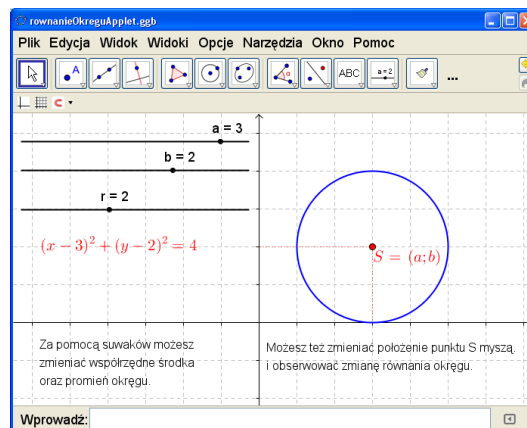 rownanieOkreguApplet.ggb
Plik Edycja Widok Widoki Opcje Narzędzia Okno Pomoc
A
α
ABC
a=2
...
a = 3
b = 2
r = 2
(x − 3)² + (y − 2)² = 4
S = (a; b)
Za pomocą suwaków możesz
zmieniać współrzędne środka
oraz promień okręgu.
Możesz też zmieniać położenie punktu S myszą.
i obserwować zmianę równania okręgu.
Wprowadź: